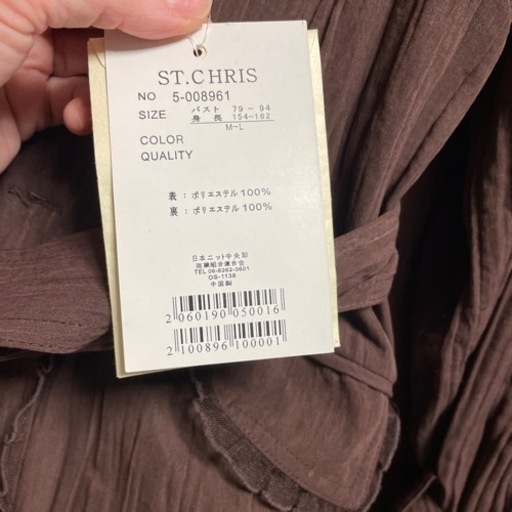 ST.CHRIS
NO 5-008961
SIZE バスト 79-94
身長 154-162
M-L
COLOR
QUALITY
表：ポリエステル100%
裏：ポリエステル100%
日本ニット中央卸
商業組合連合会
TEL 06-6262-3601
OS-1138
中国製
2060190050016
2100896100001